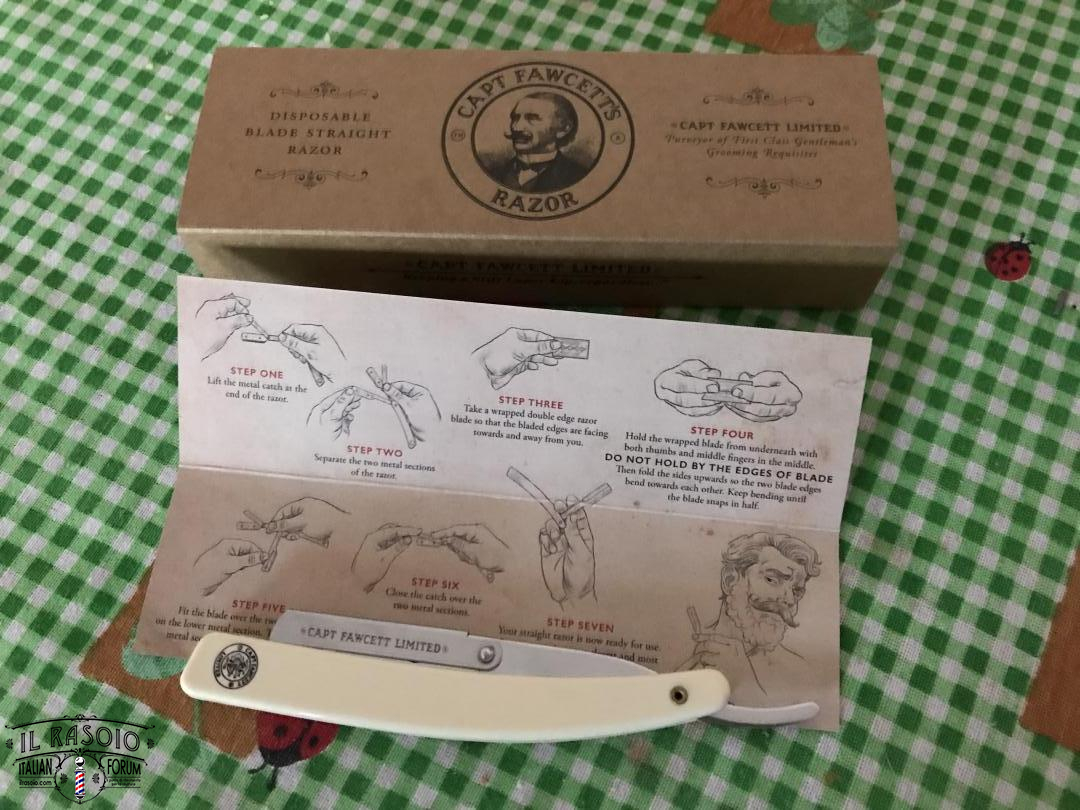 DISPOSABLE
BLADE STRAIGHT
RAZOR
CAPT FAWCETT'S
RAZOR
CAPT FAWCETT LIMITED
Purveyor of First Class Gentleman's
Grooming Requisites
CAPT FAWCETT LIMITED
STEP ONE
Lift the metal catch at the
end of the razor.
STEP TWO
Separate the two metal sections
of the razor.
STEP THREE
Take a wrapped double edge razor
blade so that the bladed edges are facing
towards and away from you.
STEP FOUR
Hold the wrapped blade from underneath with
both thumbs and middle fingers in the middle.
DO NOT HOLD BY THE EDGES OF BLADE
Then fold the sides upwards so the two blade edges
bend towards each other. Keep bending until
the blade snaps in half.
STEP FIVE
Fit the blade over the
on the lower metal section.
metal
STEP SIX
Close the catch over the
two metal sections.
STEP SEVEN
Your straight razor is now ready for use.
and most
CAPT FAWCETT LIMITED
IL RASOIO
ITALIAN FORUM
ilrasoio.com